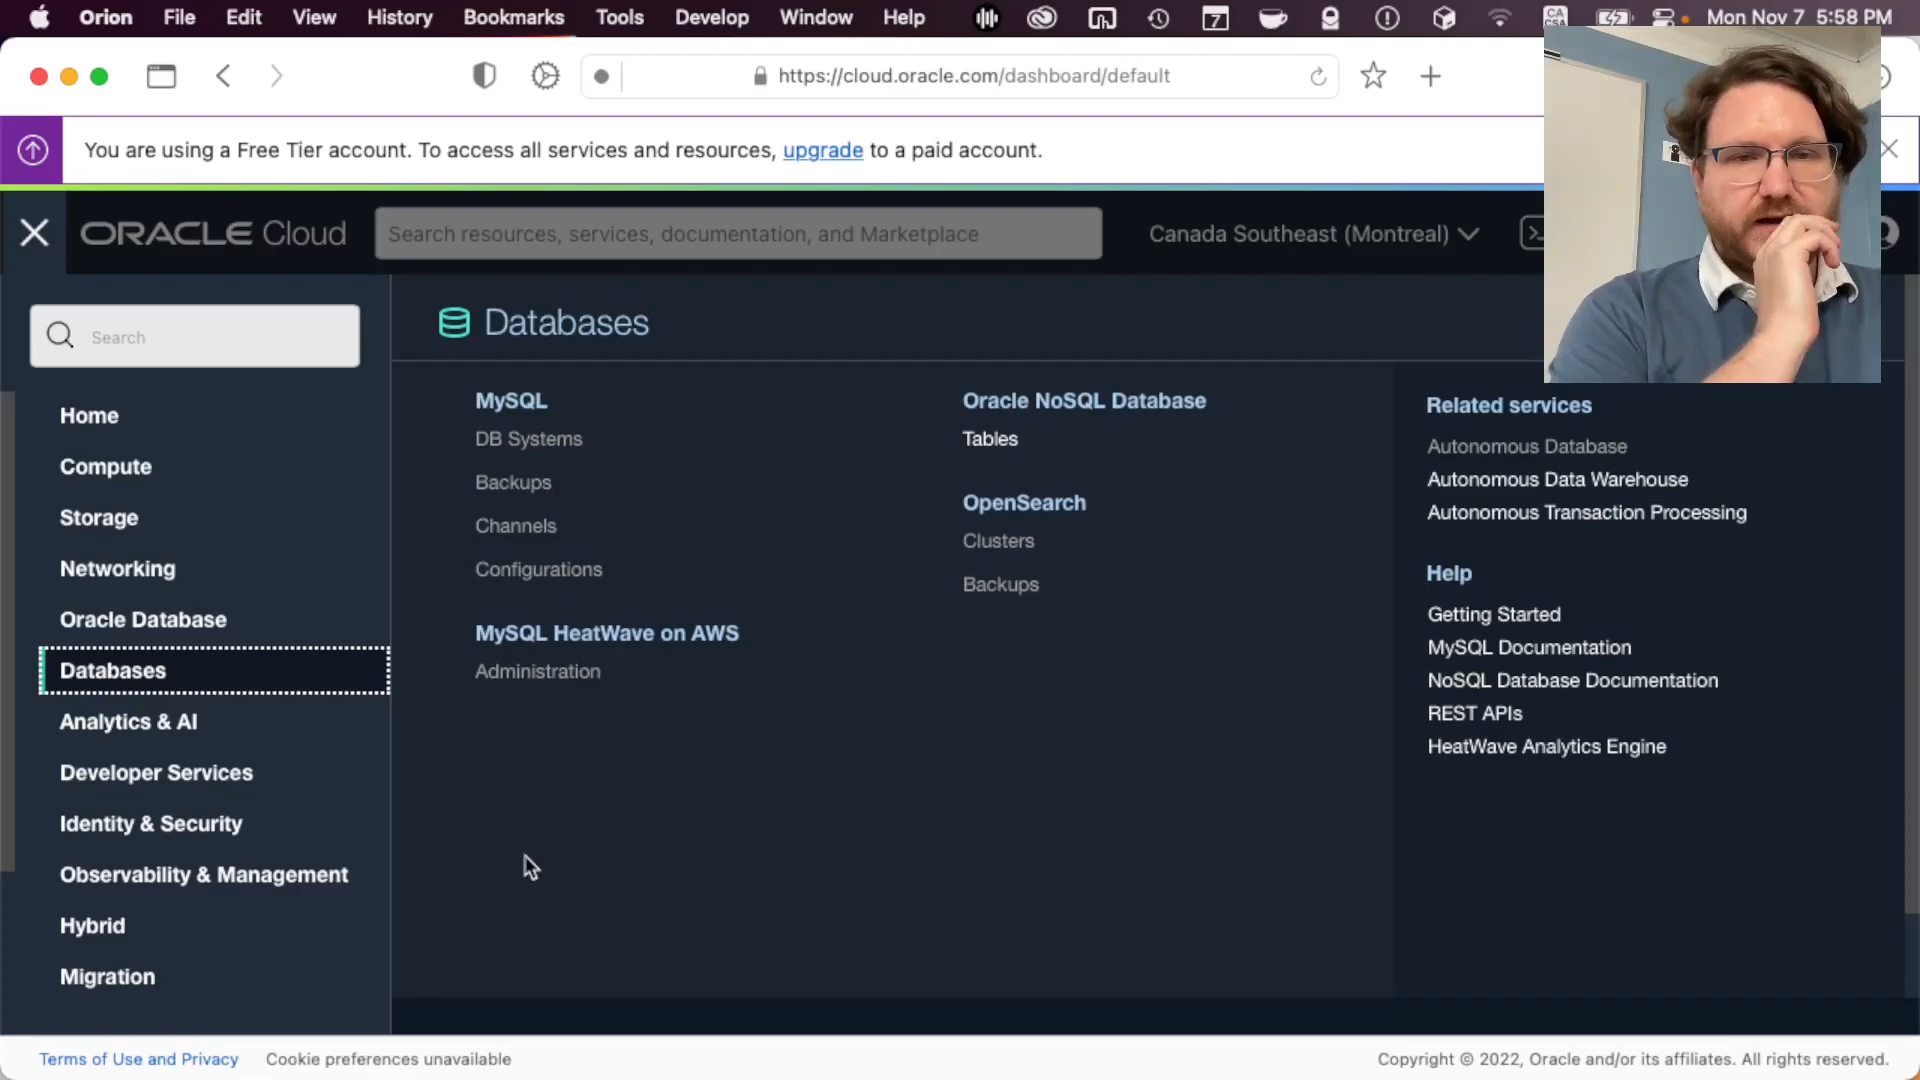 Orion File Edit View History Bookmarks Tools Develop Window Help 7 CA CSA Mon Nov 7 5:58 PM
https://cloud.oracle.com/dashboard/default
You are using a Free Tier account. To access all services and resources, upgrade to a paid account.
ORACLE Cloud
Search resources, services, documentation, and Marketplace
Canada Southeast (Montreal)
Search
Home
Compute
Storage
Networking
Oracle Database
Databases
Analytics & AI
Developer Services
Identity & Security
Observability & Management
Hybrid
Migration
Databases
MySQL
DB Systems
Backups
Channels
Configurations
MySQL HeatWave on AWS
Administration
Oracle NoSQL Database
Tables
OpenSearch
Clusters
Backups
Related services
Autonomous Database
Autonomous Data Warehouse
Autonomous Transaction Processing
Help
Getting Started
MySQL Documentation
NoSQL Database Documentation
REST APIs
HeatWave Analytics Engine
Terms of Use and Privacy Cookie preferences unavailable
Copyright © 2022, Oracle and/or its affiliates. All rights reserved.